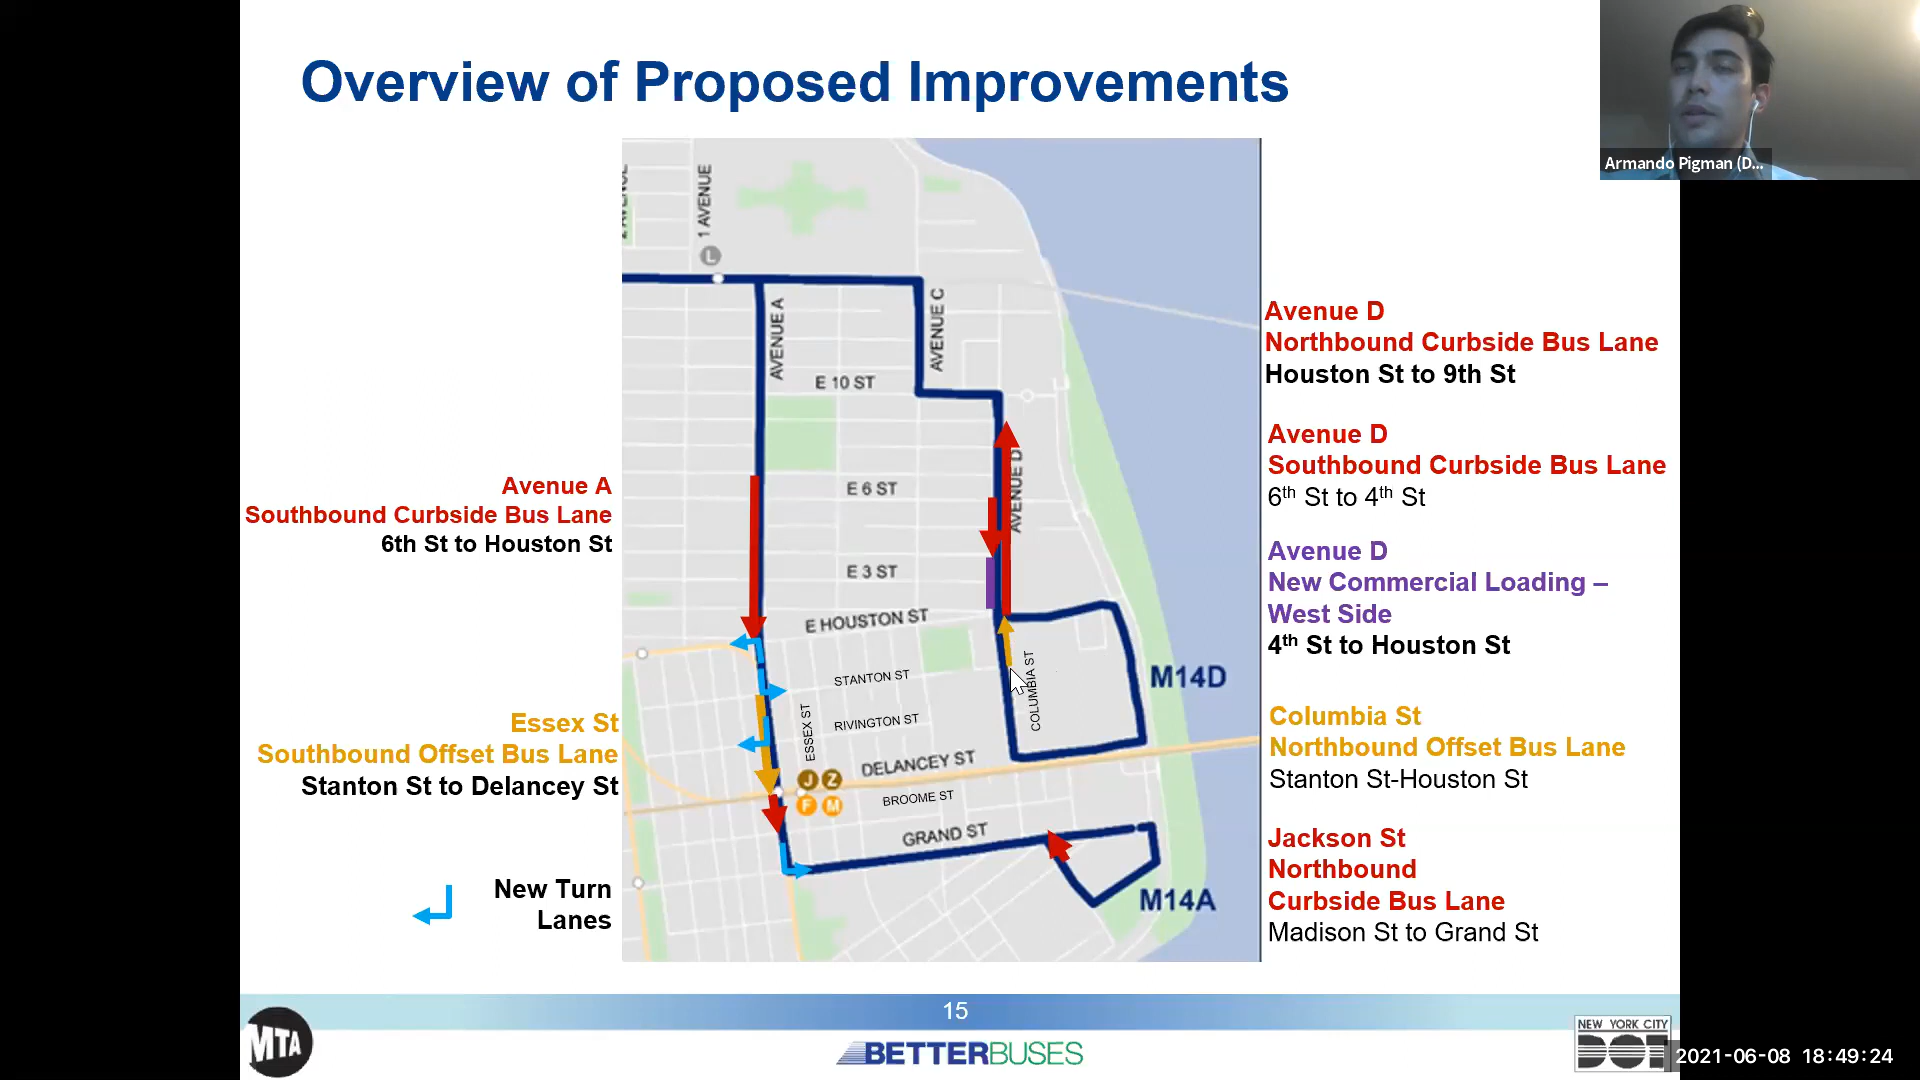 Overview of Proposed Improvements
Armando Pigman (D...
1 AVENUE
L
AVENUE A
AVENUE C
E 10 ST
AVENUE D
E 6 ST
E 3 ST
E HOUSTON ST
STANTON ST
COLUMBIA ST
RIVINGTON ST
ESSEX ST
DELANCEY ST
J Z
F M
BROOME ST
GRAND ST
M14D
M14A
Avenue A
Southbound Curbside Bus Lane
6th St to Houston St
Essex St
Southbound Offset Bus Lane
Stanton St to Delancey St
New Turn
Lanes
Avenue D
Northbound Curbside Bus Lane
Houston St to 9th St
Avenue D
Southbound Curbside Bus Lane
6th St to 4th St
Avenue D
New Commercial Loading –
West Side
4th St to Houston St
Columbia St
Northbound Offset Bus Lane
Stanton St-Houston St
Jackson St
Northbound
Curbside Bus Lane
Madison St to Grand St
15
MTA
BETTERBUSES
NEW YORK CITY
DOT
2021-06-08 18:49:24